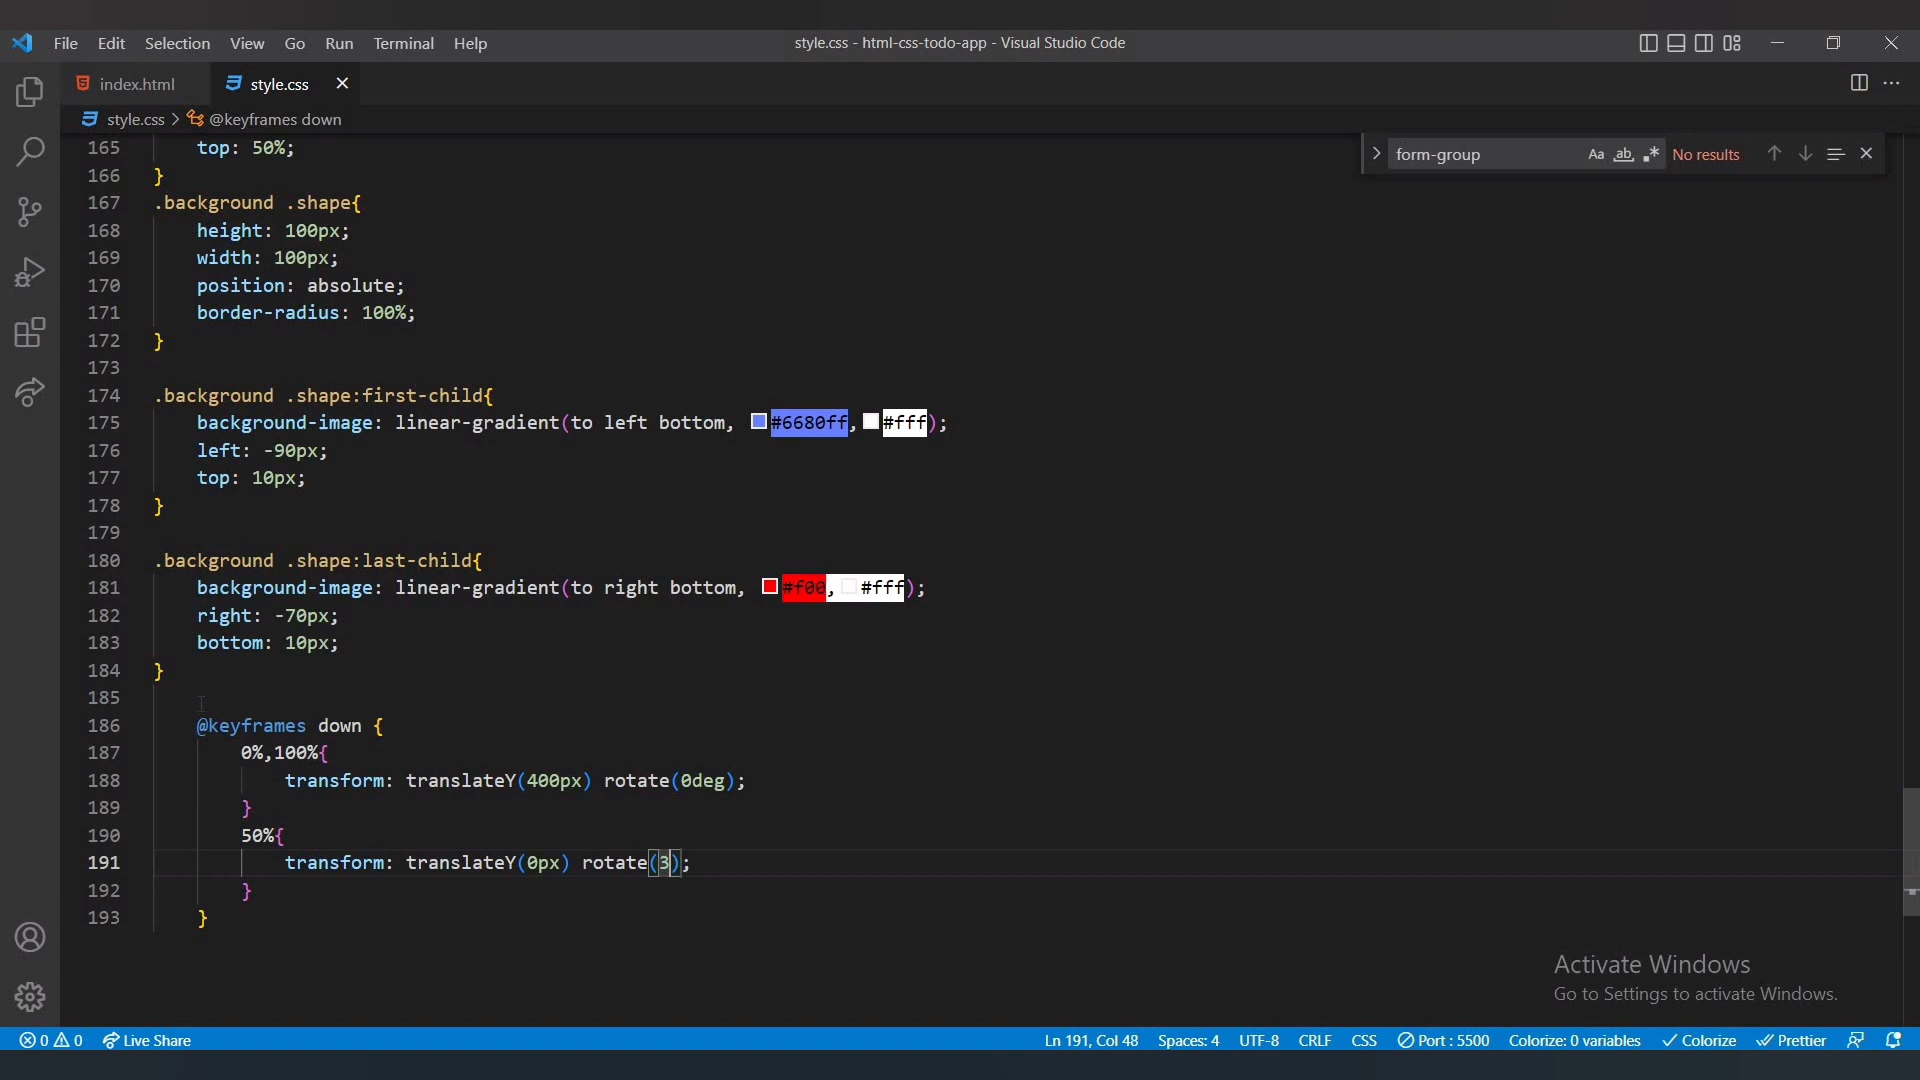 File Edit Selection View Go Run Terminal Help
style.css - html-css-todo-app - Visual Studio Code
index.html
style.css
style.css > @keyframes down
form-group
Aa ab .* No results
165 top: 50%;
166 }
167 .background .shape{
168 height: 100px;
169 width: 100px;
170 position: absolute;
171 border-radius: 100%;
172 }
173
174 .background .shape:first-child{
175 background-image: linear-gradient(to left bottom, #6680ff,#fff);
176 left: -90px;
177 top: 10px;
178 }
179
180 .background .shape:last-child{
181 background-image: linear-gradient(to right bottom, #f00,#fff);
182 right: -70px;
183 bottom: 10px;
184 }
185
186 @keyframes down {
187 0%,100%{
188 transform: translateY(400px) rotate(0deg);
189 }
190 50%{
191 transform: translateY(0px) rotate(3);
192 }
193 }
Activate Windows
Go to Settings to activate Windows.
0 0 Live Share
Ln 191, Col 48 Spaces: 4 UTF-8 CRLF CSS Port : 5500 Colorize: 0 variables Colorize Prettier